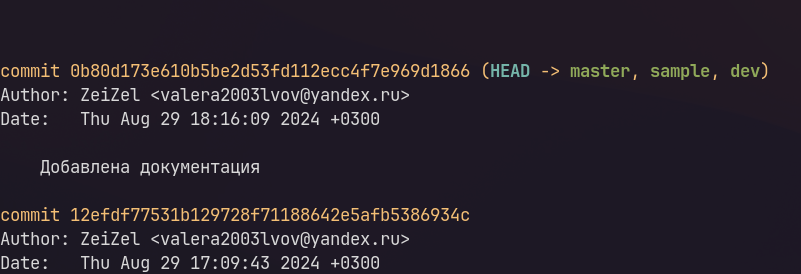 commit 0b80d173e610b5be2d53fd112ecc4f7e969d1866 (HEAD -> master, sample, dev)
Author: ZeiZel <valera2003lvov@yandex.ru>
Date:   Thu Aug 29 18:16:09 2024 +0300
Добавлена документация
commit 12efdf77531b129728f71188642e5afb5386934c
Author: ZeiZel <valera2003lvov@yandex.ru>
Date:   Thu Aug 29 17:09:43 2024 +0300